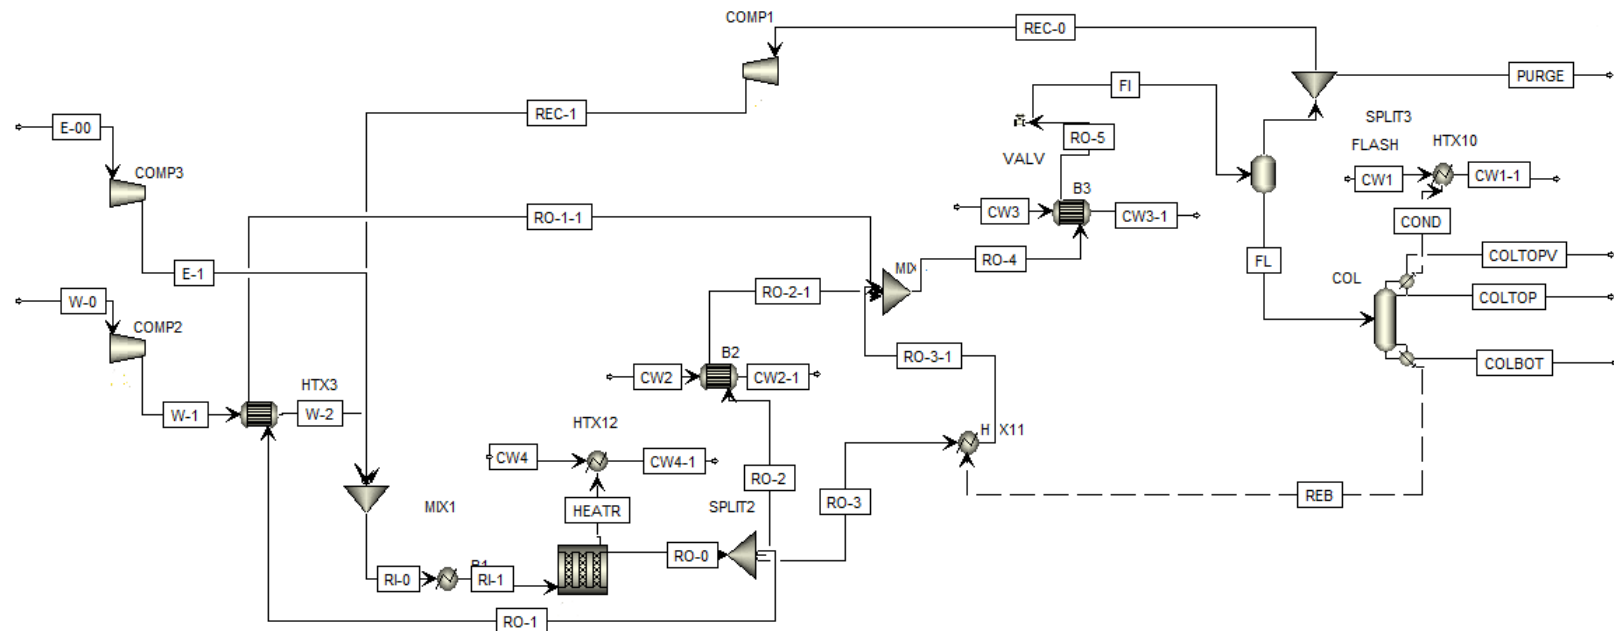 COMP1
REC-0
PURGE
FI
REC-1
E-00
RO-5
SPLIT3
VALV
FLASH
HTX10
COMP3
CW1
CW1-1
B3
CW3
CW3-1
RO-1-1
COND
COLTOPV
RO-4
FL
E-1
MIX
COL
RO-2-1
COLTOP
W-0
COMP2
B2
RO-3-1
COLBOT
CW2
CW2-1
HTX3
W-1
W-2
HTX12
H X11
CW4
CW4-1
RO-2
RO-3
REB
MIX1
HEATR
SPLIT2
RO-0
B1
RI-0
RI-1
RO-1